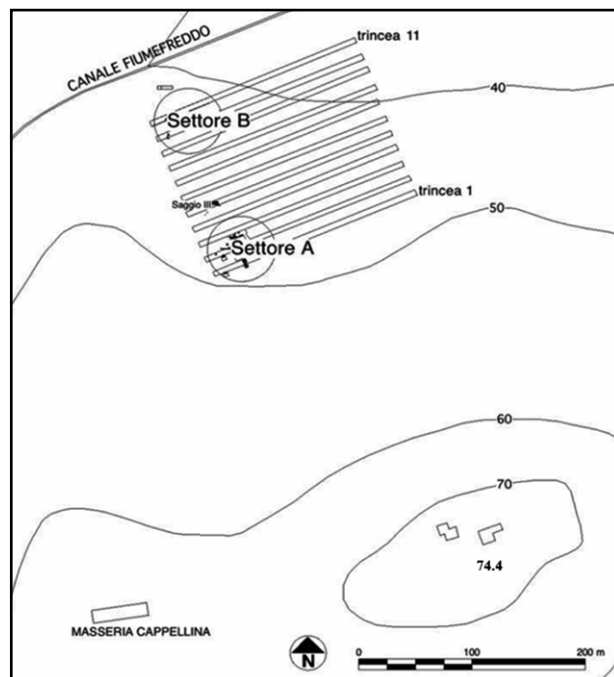 trincea 11
CANALE FIUMEFREDDO
40
Settore B
trincea 1
Saggio III
50
Settore A
60
70
74.4
MASSERIA CAPPELLINA
N
0 100 200 m